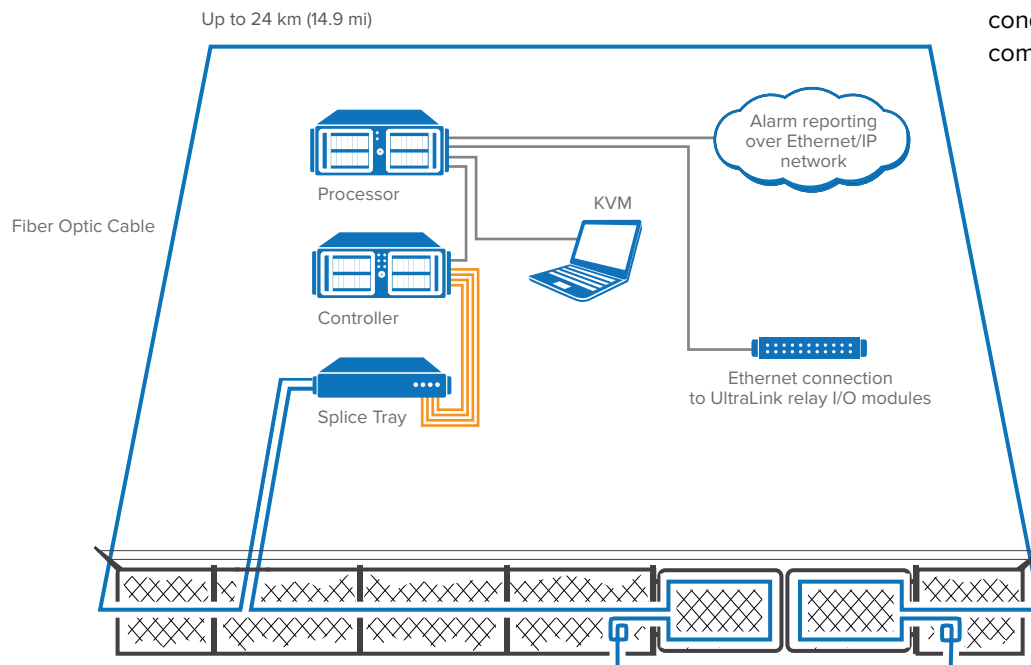 Up to 24 km (14.9 mi)
Alarm reporting
over Ethernet/IP
network
Processor
KVM
Fiber Optic Cable
Controller
Ethernet connection
to UltraLink relay I/O modules
Splice Tray